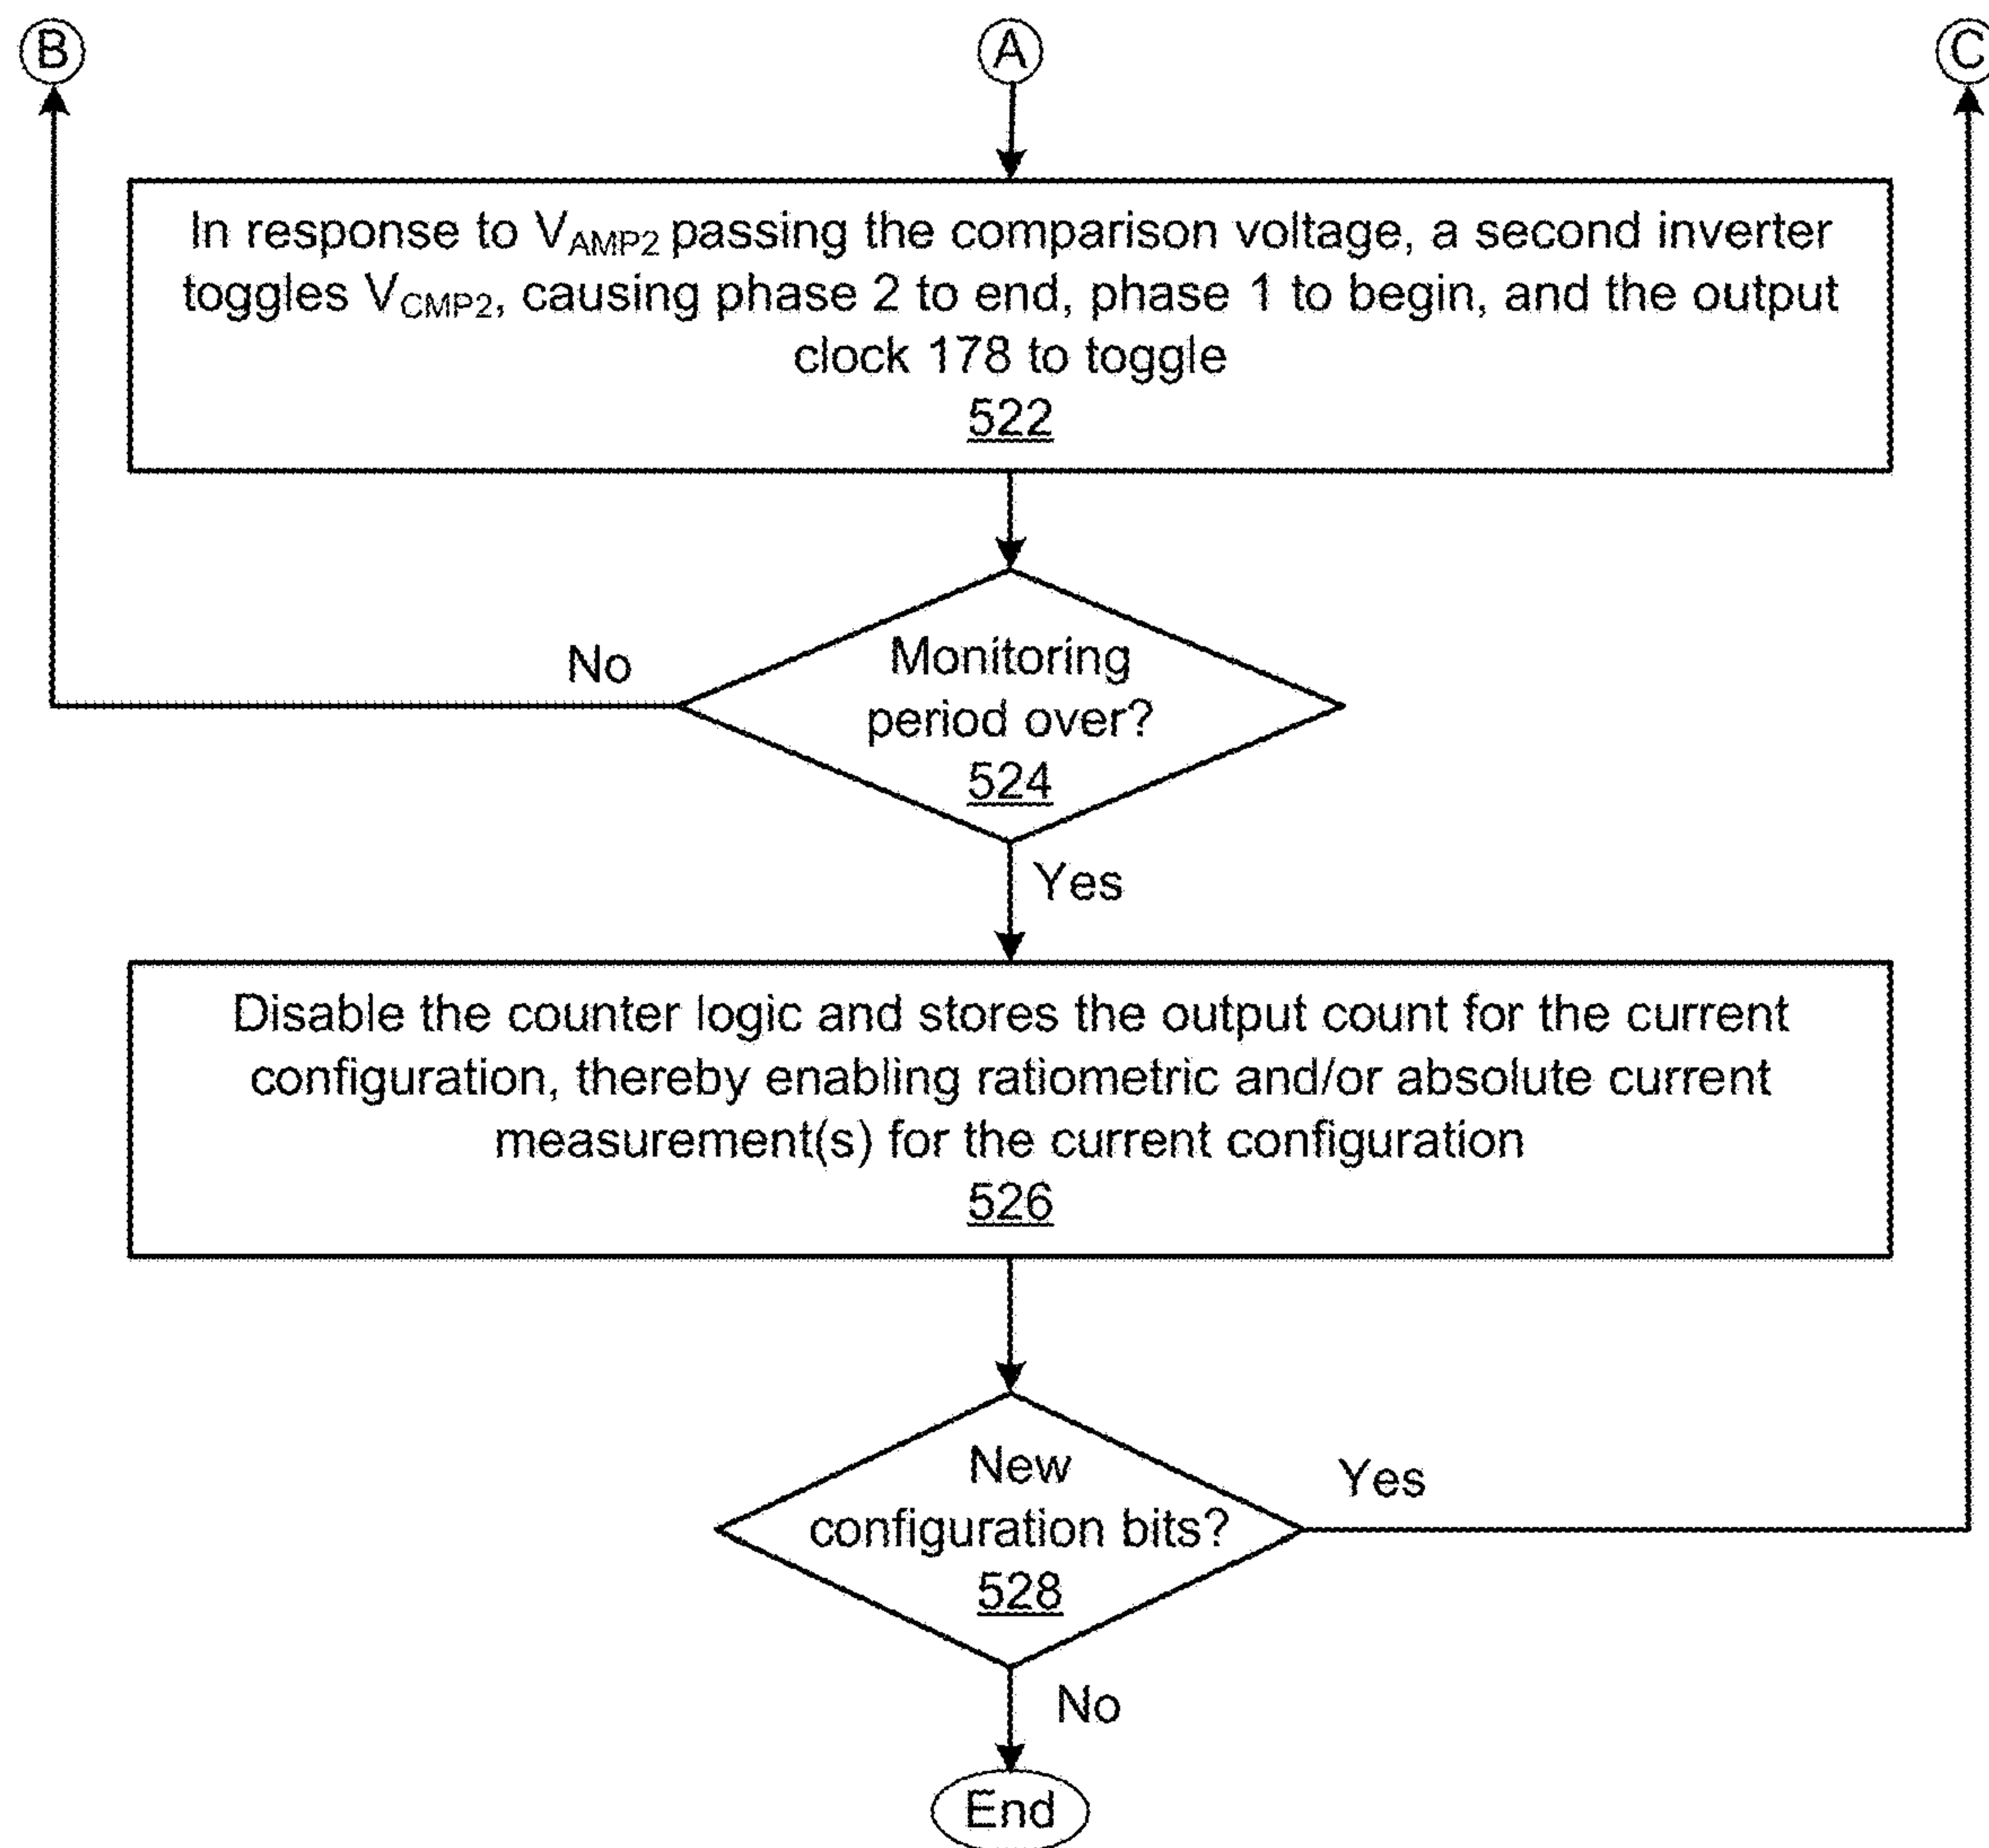 B
A
C
In response to VAMP2 passing the comparison voltage, a second inverter
toggles VCMP2, causing phase 2 to end, phase 1 to begin, and the output
clock 178 to toggle
522
No
Monitoring
period over?
524
Yes
Disable the counter logic and stores the output count for the current
configuration, thereby enabling ratiometric and/or absolute current
measurement(s) for the current configuration
526
New
configuration bits?
528
Yes
No
End